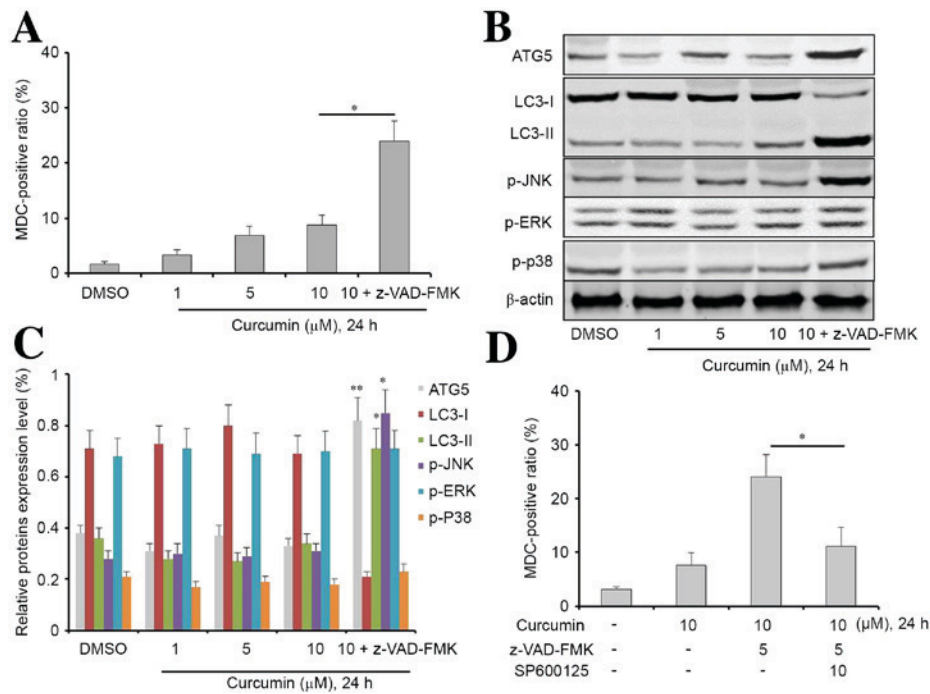 A
MDC-positive ratio (%)
40
30
20
10
0
*
DMSO 1 5 10 10 + z-VAD-FMK
Curcumin (μM), 24 h
B
ATG5
LC3-I
LC3-II
p-JNK
p-ERK
p-p38
β-actin
DMSO 1 5 10 10 + z-VAD-FMK
Curcumin (μM), 24 h
C
Relative proteins expression level (%)
1.0
0.8
0.6
0.4
0.2
0
** * *
ATG5
LC3-I
LC3-II
p-JNK
p-ERK
p-P38
DMSO 1 5 10 10 + z-VAD-FMK
Curcumin (μM), 24 h
D
MDC-positive ratio (%)
40
30
20
10
0
*
Curcumin - 10 10 10 (μM), 24 h
z-VAD-FMK - - 5 5
SP600125 - - - 10